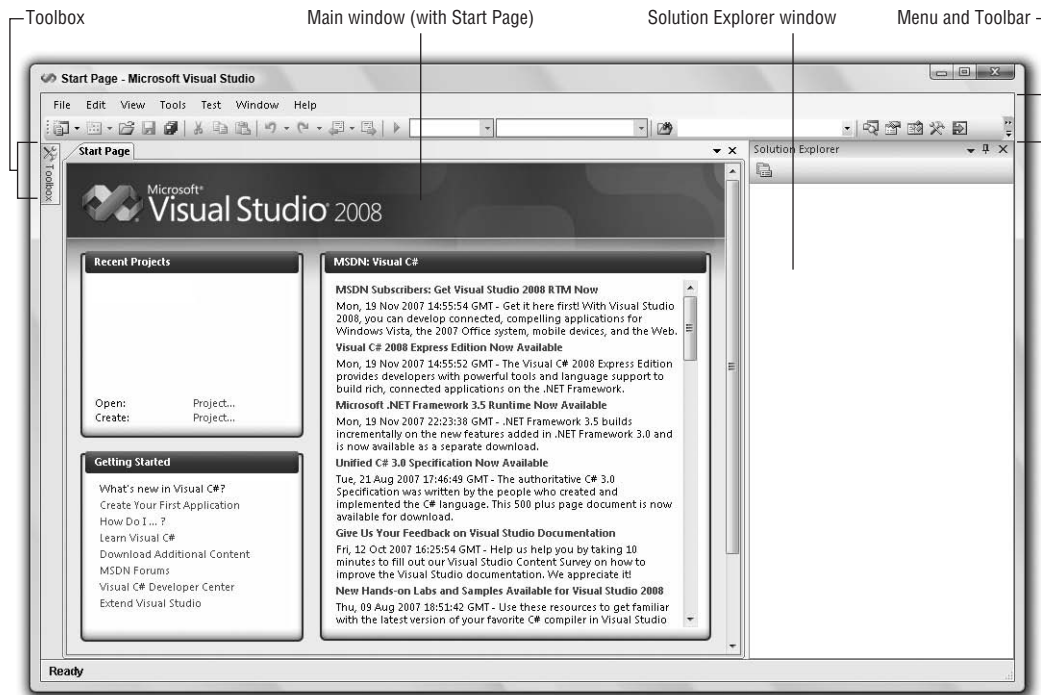 Toolbox
Main window (with Start Page)
Solution Explorer window
Menu and Toolbar
Start Page - Microsoft Visual Studio
File Edit View Tools Test Window Help
Toolbox
Start Page
Solution Explorer
Microsoft®
Visual Studio® 2008
Recent Projects
Open: Project...
Create: Project...
Getting Started
What's new in Visual C#?
Create Your First Application
How Do I ... ?
Learn Visual C#
Download Additional Content
MSDN Forums
Visual C# Developer Center
Extend Visual Studio
MSDN: Visual C#
MSDN Subscribers: Get Visual Studio 2008 RTM Now
Mon, 19 Nov 2007 14:55:54 GMT - Get it here first! With Visual Studio
2008, you can develop connected, compelling applications for
Windows Vista, the 2007 Office system, mobile devices, and the Web.
Visual C# 2008 Express Edition Now Available
Mon, 19 Nov 2007 14:55:52 GMT - The Visual C# 2008 Express Edition
provides developers with powerful tools and language support to
build rich, connected applications on the .NET Framework.
Microsoft .NET Framework 3.5 Runtime Now Available
Mon, 19 Nov 2007 22:23:38 GMT - .NET Framework 3.5 builds
incrementally on the new features added in .NET Framework 3.0 and
is now available as a separate download.
Unified C# 3.0 Specification Now Available
Tue, 21 Aug 2007 17:46:49 GMT - The authoritative C# 3.0
Specification was written by the people who created and
implemented the C# language. This 500 plus page document is now
available for download.
Give Us Your Feedback on Visual Studio Documentation
Fri, 12 Oct 2007 16:25:54 GMT - Help us help you by taking 10
minutes to fill out our Visual Studio Content Survey on how to
improve the Visual Studio documentation. We appreciate it!
New Hands-on Labs and Samples Available for Visual Studio 2008
Thu, 09 Aug 2007 18:51:42 GMT - Use these resources to get familiar
with the latest version of your favorite C# compiler in Visual Studio
Ready